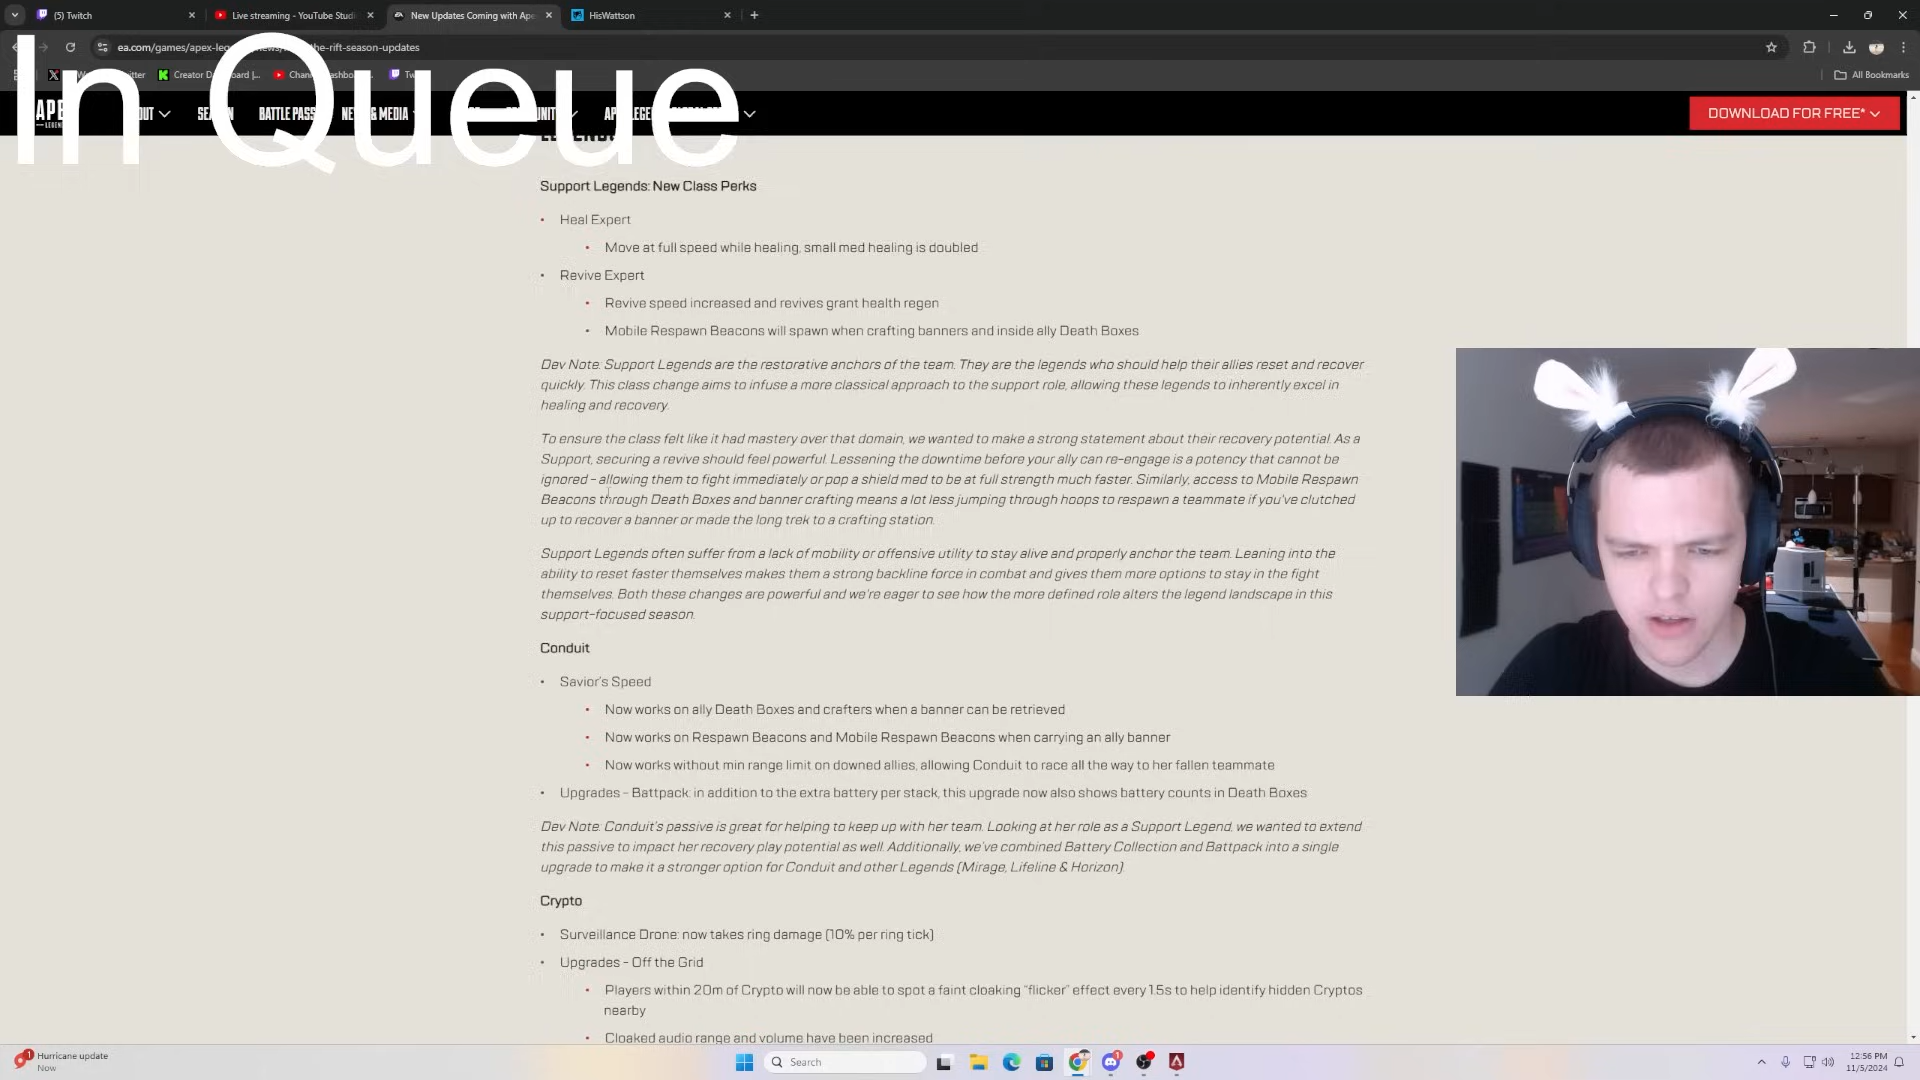 (5) Twitch
Live streaming - YouTube Studi
New Updates Coming with Ape
HisWattson
In Queue
All Bookmarks
Creator
BATTLE PASS
DOWNLOAD FOR FREE*
Support Legends: New Class Perks
• Heal Expert
• Move at full speed while healing, small med healing is doubled
• Revive Expert
• Revive speed increased and revives grant health regen
• Mobile Respawn Beacons will spawn when crafting banners and inside ally Death Boxes
Dev Note: Support Legends are the restorative anchors of the team. They are the legends who should help their allies reset and recover
quickly. This class change aims to infuse a more classical approach to the support role, allowing these legends to inherently excel in
healing and recovery.
To ensure the class felt like it had mastery over that domain, we wanted to make a strong statement about their recovery potential. As a
Support, securing a revive should feel powerful. Lessening the downtime before your ally can re-engage is a potency that cannot be
ignored - allowing them to fight immediately or pop a shield med to be at full strength much faster. Similarly, access to Mobile Respawn
Beacons through Death Boxes and banner crafting means a lot less jumping through hoops to respawn a teammate if you've clutched
up to recover a banner or made the long trek to a crafting station.
Support Legends often suffer from a lack of mobility or offensive utility to stay alive and properly anchor the team. Leaning into the
ability to reset faster themselves makes them a strong backline force in combat and gives them more options to stay in the fight
themselves. Both these changes are powerful and we're eager to see how the more defined role alters the legend landscape in this
support-focused season.
Conduit
• Savior's Speed
• Now works on ally Death Boxes and crafters when a banner can be retrieved
• Now works on Respawn Beacons and Mobile Respawn Beacons when carrying an ally banner
• Now works without min range limit on downed allies, allowing Conduit to race all the way to her fallen teammate
• Upgrades - Battpack: in addition to the extra battery per stack, this upgrade now also shows battery counts in Death Boxes
Dev Note: Conduit's passive is great for helping to keep up with her team. Looking at her role as a Support Legend, we wanted to extend
this passive to impact her recovery play potential as well. Additionally, we've combined Battery Collection and Battpack into a single
upgrade to make it a stronger option for Conduit and other Legends (Mirage, Lifeline & Horizon).
Crypto
• Surveillance Drone: now takes ring damage (10% per ring tick)
• Upgrades - Off the Grid
• Players within 20m of Crypto will now be able to spot a faint cloaking "flicker" effect every 1.5s to help identify hidden Cryptos
nearby
• Cloaked audio range and volume have been increased
Hurricane update
Now
Search
12:56 PM
11/5/2024